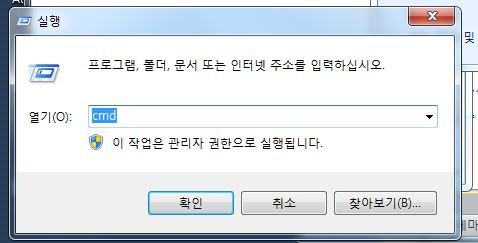 실행
프로그램, 폴더, 문서 또는 인터넷 주소를 입력하십시오.
열기(O):
cmd
이 작업은 관리자 권한으로 실행됩니다.
확인
취소
찾아보기(B)...
및